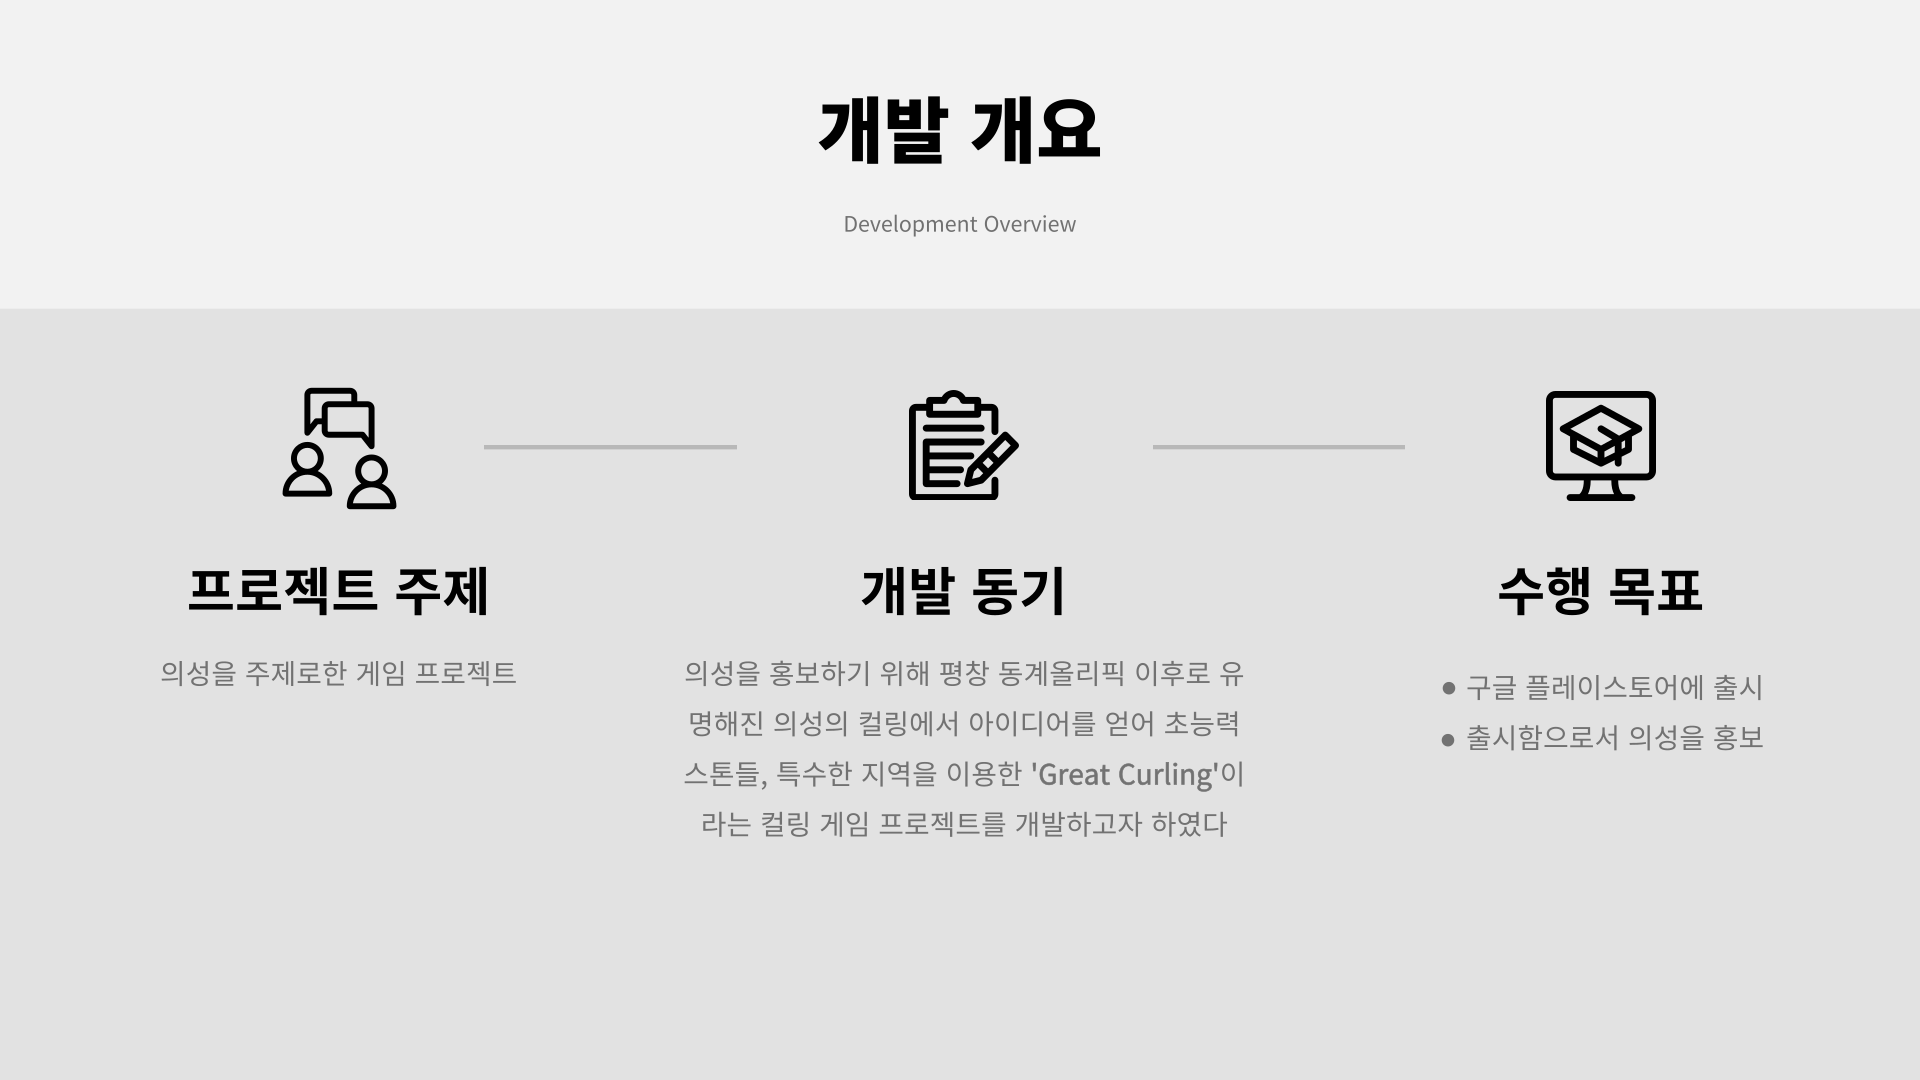 개발 개요
Development Overview
프로젝트 주제
의성을 주제로한 게임 프로젝트
개발 동기
의성을 홍보하기 위해 평창 동계올리픽 이후로 유
명해진 의성의 컬링에서 아이디어를 얻어 초능력
스톤들, 특수한 지역을 이용한 'Great Curling'이
라는 컬링 게임 프로젝트를 개발하고자 하였다
수행 목표
● 구글 플레이스토어에 출시
● 출시함으로서 의성을 홍보